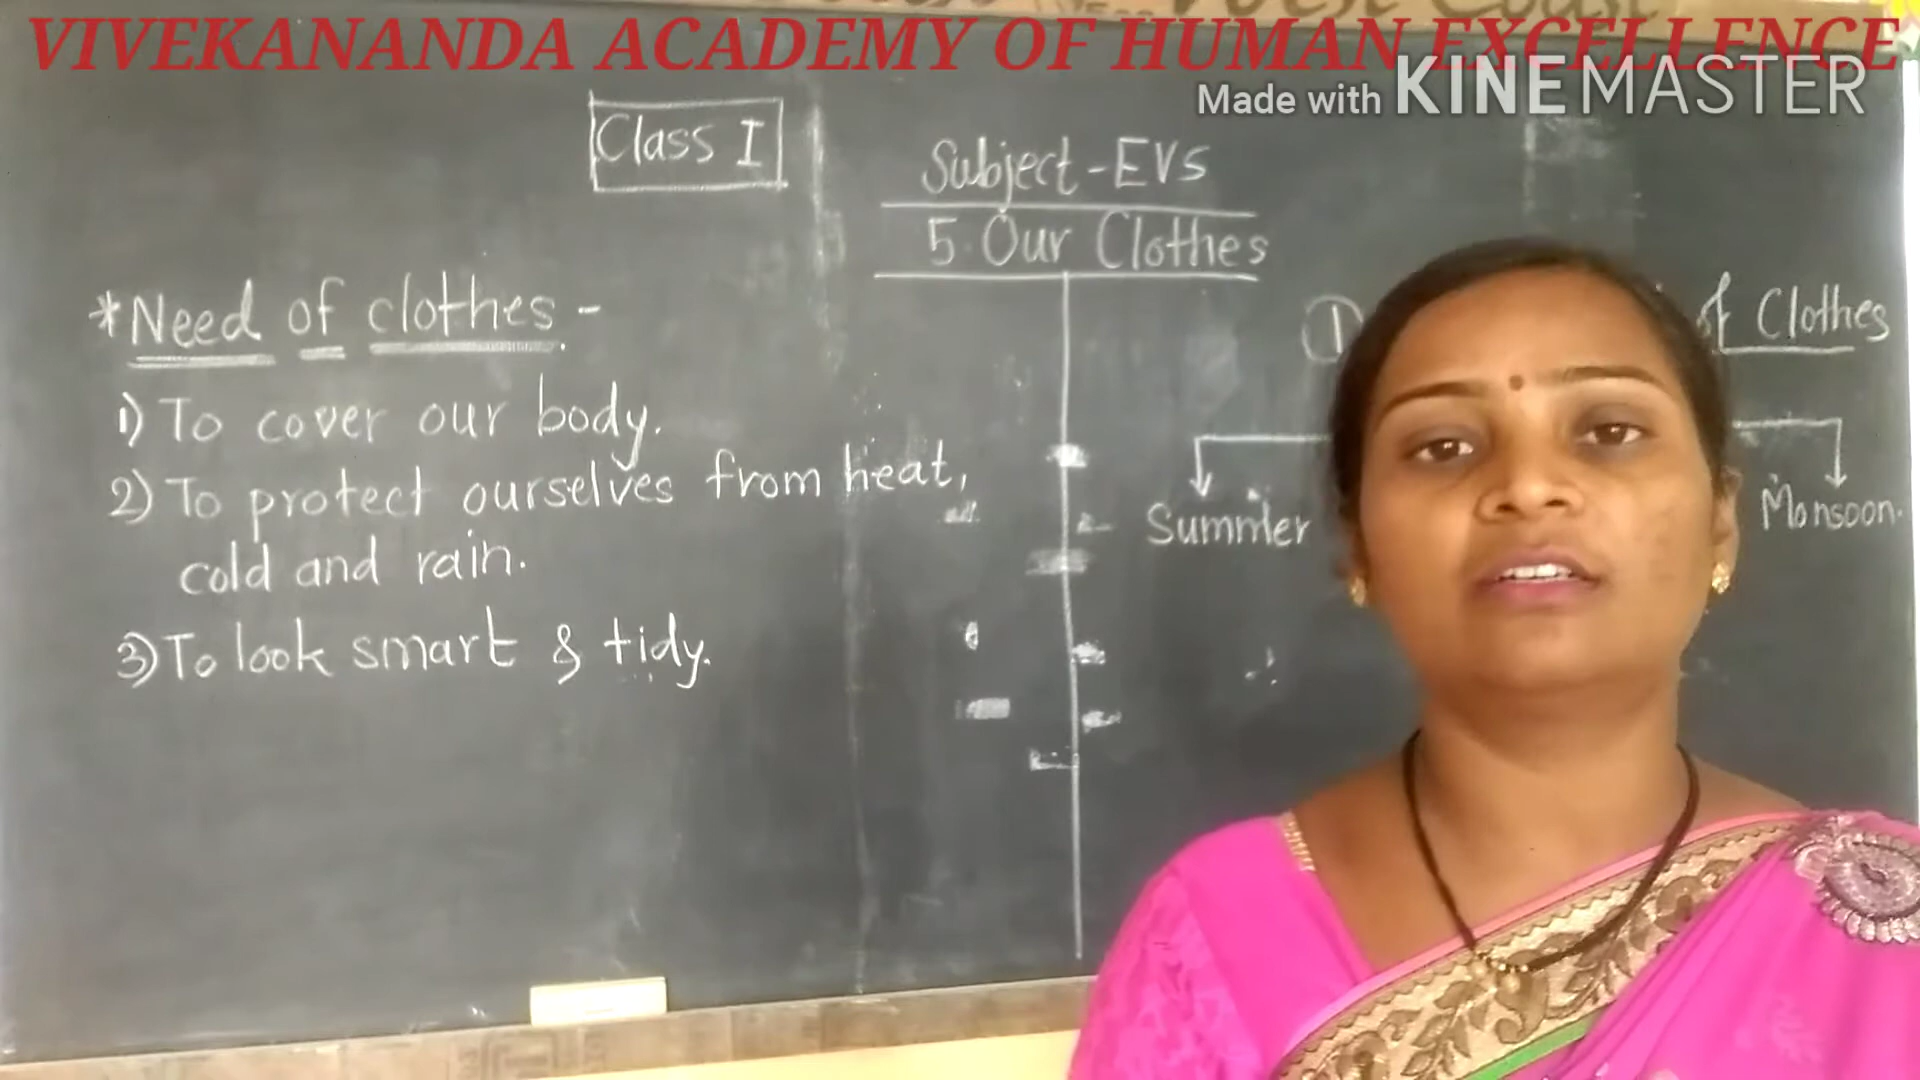 VIVEKANANDA ACADEMY OF HUMAN EXCELLENCE
Made with KINEMASTER
Class I
Subject - EVS
5. Our Clothes
*Need of clothes -
1) To cover our body.
2) To protect ourselves from heat,
cold and rain.
3) To look smart & tidy.
① of Clothes
Summer
Monsoon.